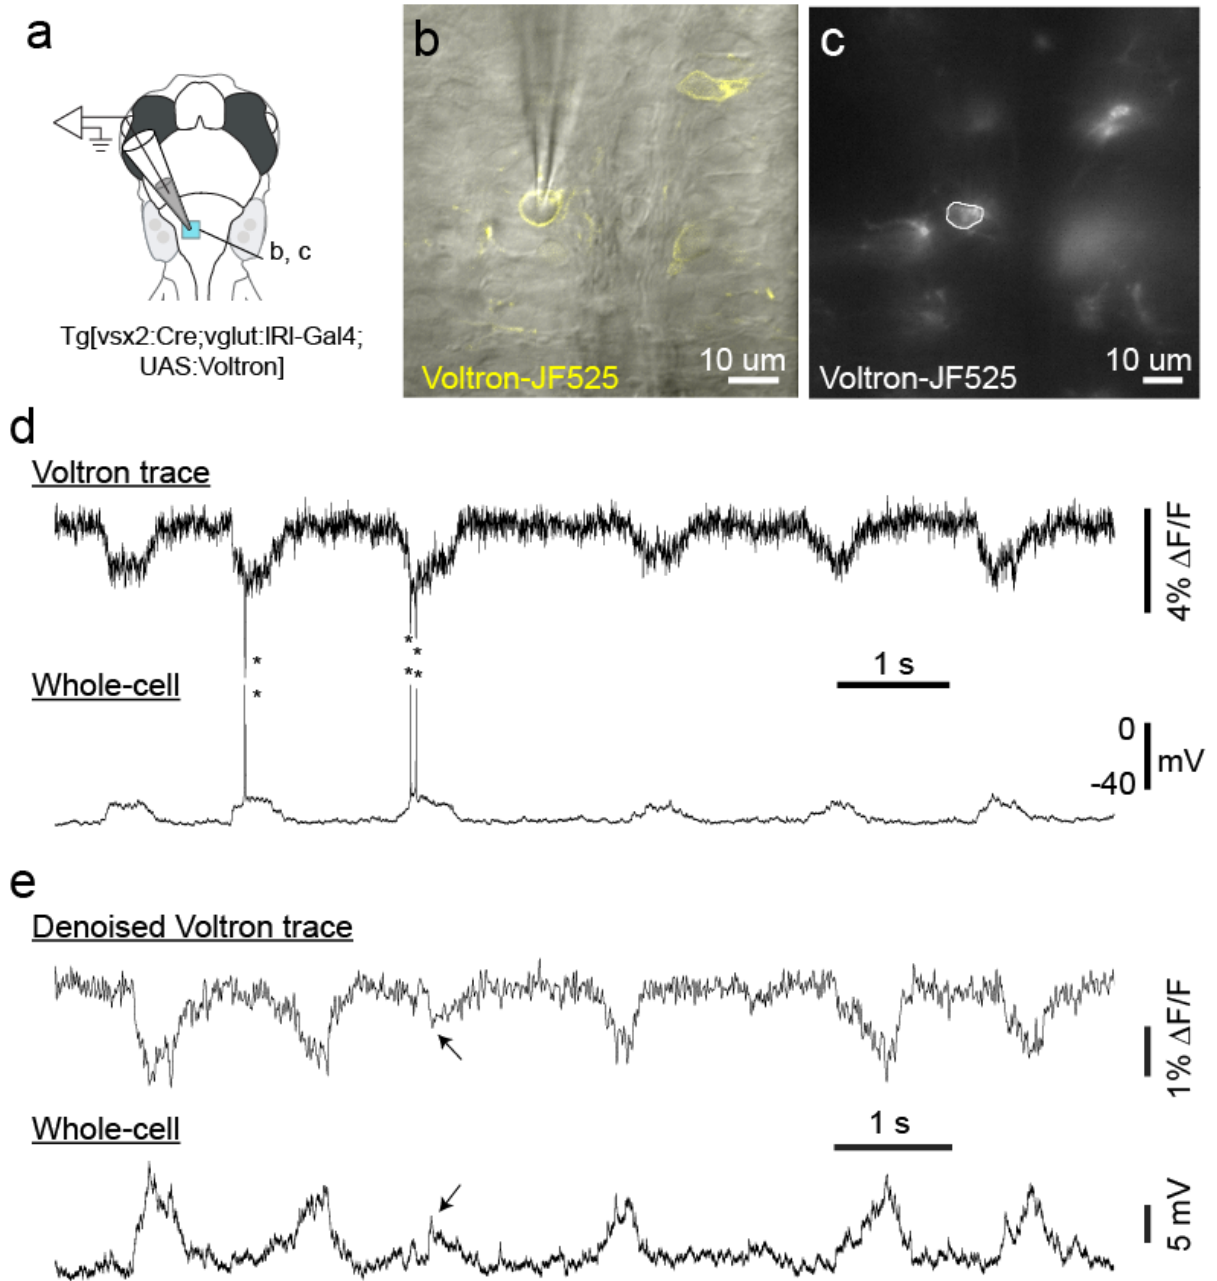 a
b, c
Tg[vsx2:Cre;vglut:lRl-Gal4;
UAS:Voltron]
b
Voltron-JF525
10 um
c
Voltron-JF525
10 um
d
Voltron trace
4% ΔF/F
*
* *
*
* *
*
1 s
Whole-cell
0
mV
-40
e
Denoised Voltron trace
1% ΔF/F
Whole-cell
1 s
5 mV